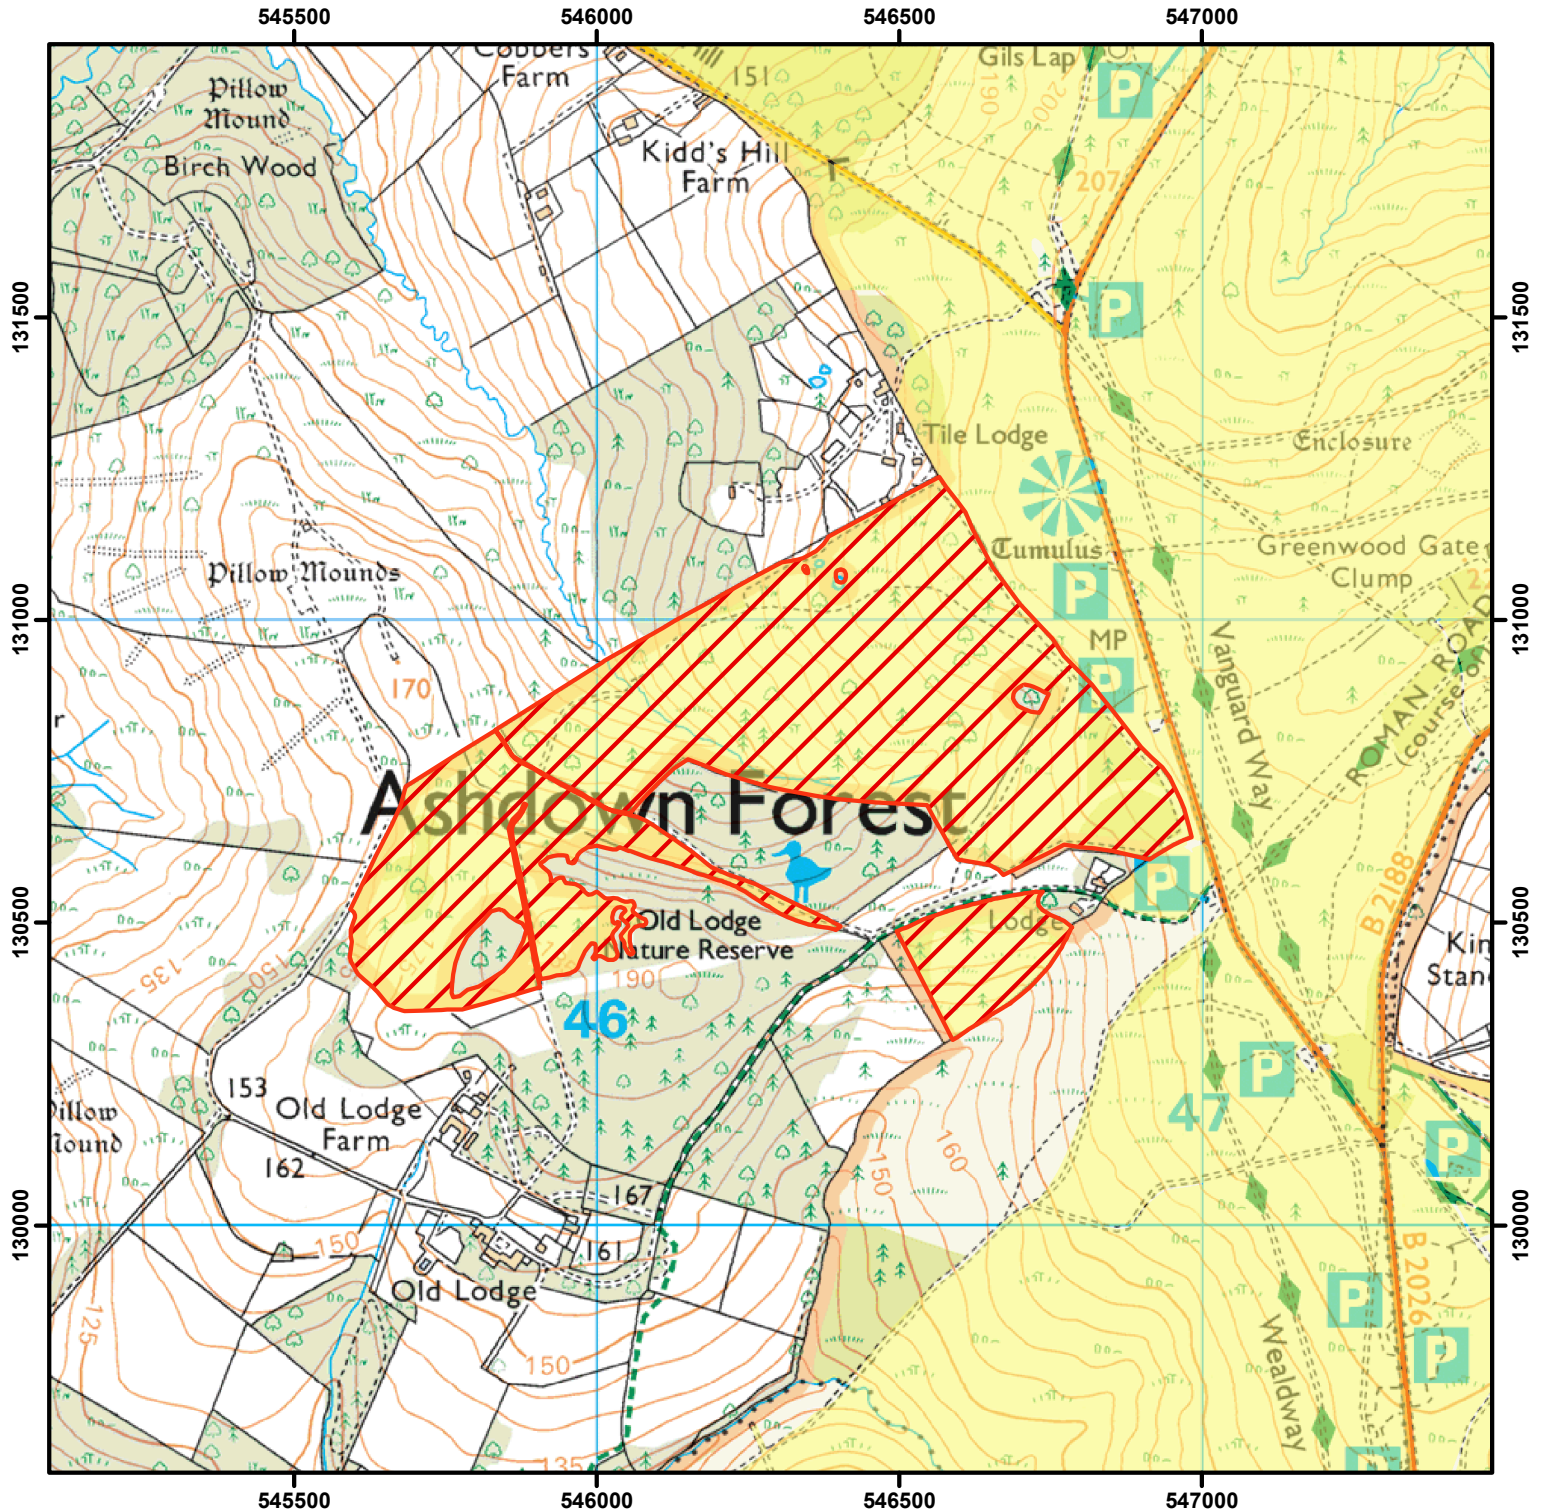 545500
546000
546500
547000
Cobbers
Farm
151
Gils Lap
190
200
P
Pillow
Mound
Birch Wood
Kidd's Hill
Farm
T
207
131500
P
131500
Tile Lodge
Enclosure
Tumulus
Greenwood Gate
Clump
P
Pillow Mounds
131000
131000
MP
P
170
Vanguard Way
ROMAN ROAD
(course of)
r
Ashdown Forest
P
B 2188
130500
Old Lodge
Nature Reserve
Lodge
130500
175
190
135
150
Kin
Stan
46
P
47
153
Old Lodge
Farm
162
Pillow
Mound
150
160
P
167
130000
130000
161
150
Old Lodge
B 2026
P
125
150
P
Wealdway
135
P
545500
546000
546500
547000